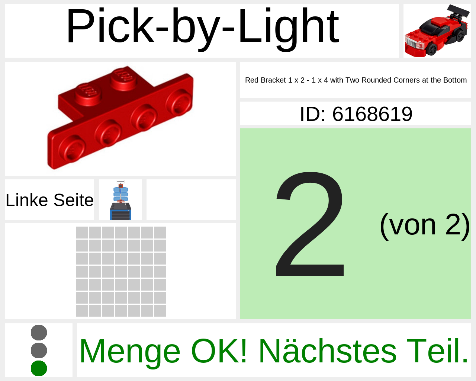 Pick-by-Light
Red Bracket 1 x 2 - 1 x 4 with Two Rounded Corners at the Bottom
ID: 6168619
Linke Seite
2
(von 2)
Menge OK! Nächstes Teil.